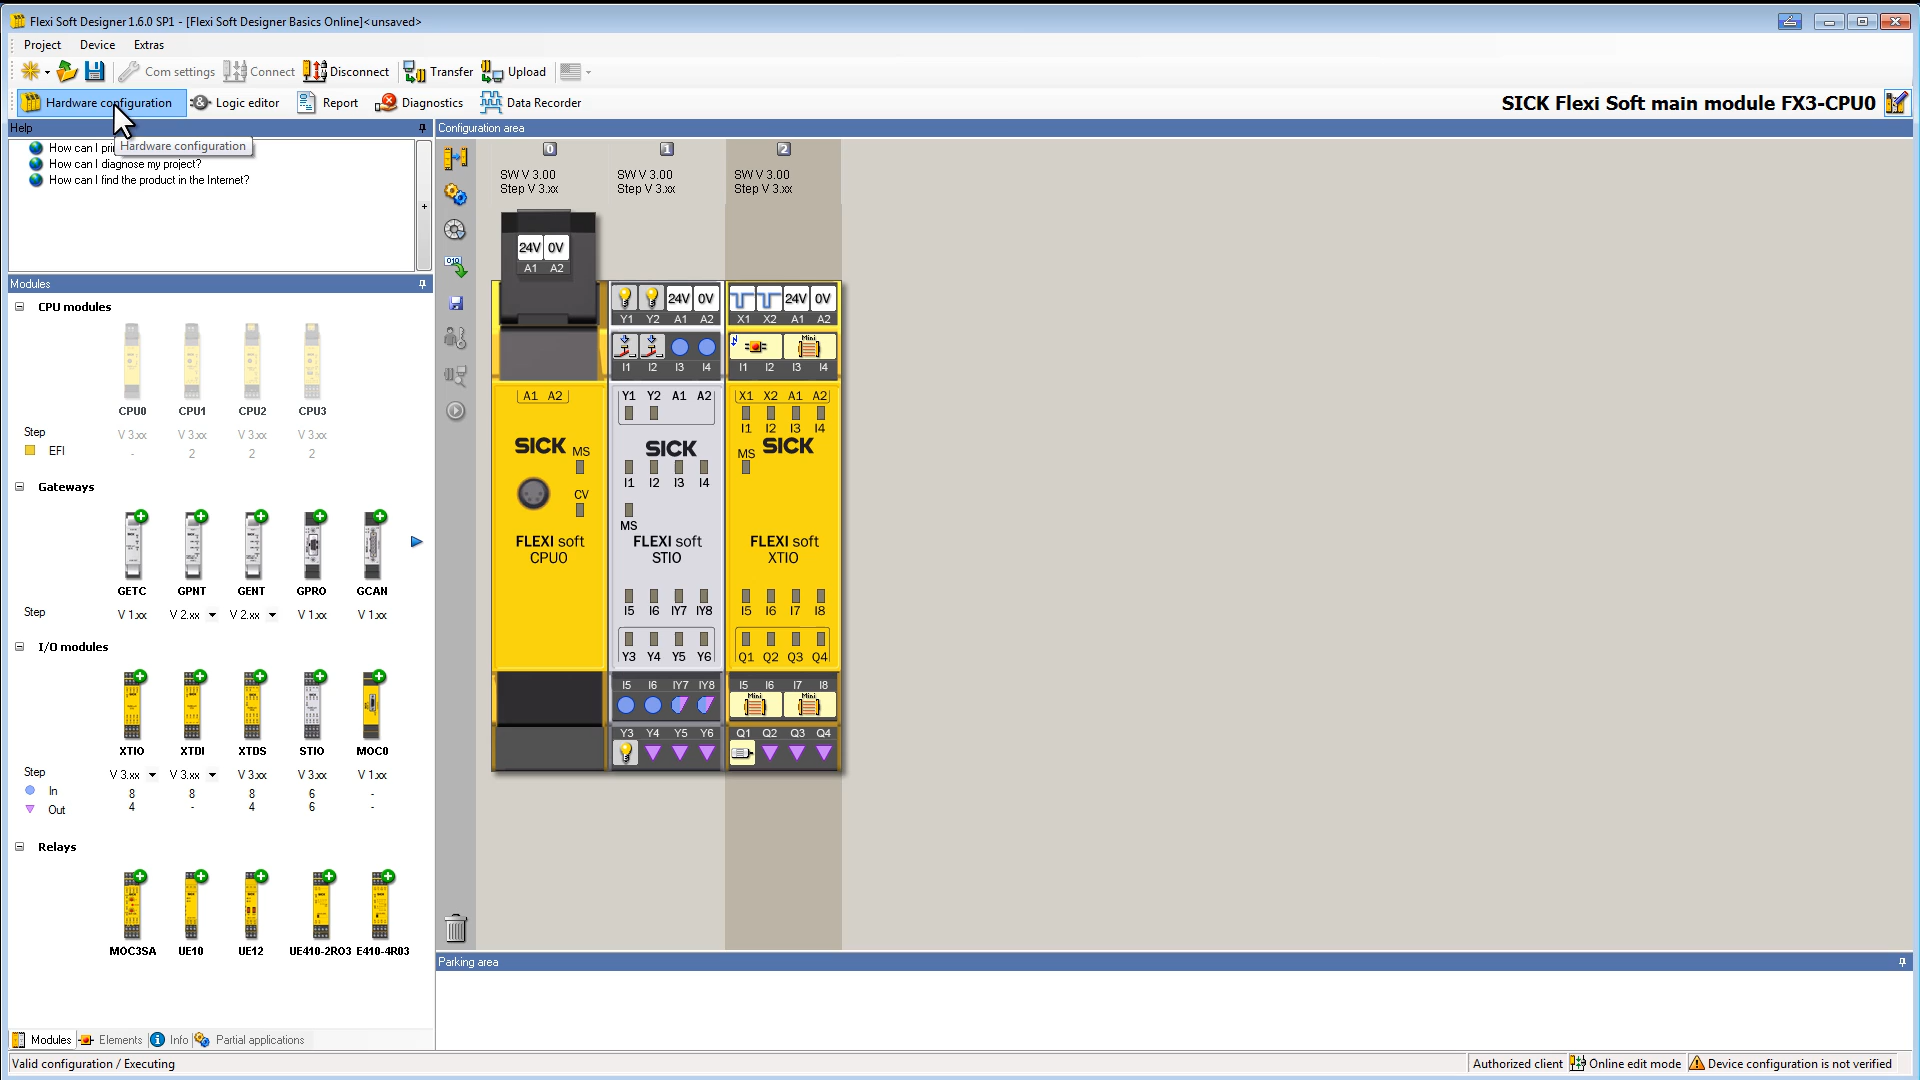 Flexi Soft Designer 1.6.0 SP1 - [Flexi Soft Designer Basics Online]<unsaved>
Project Device Extras
Com settings Connect Disconnect Transfer Upload
Hardware configuration Logic editor Report Diagnostics Data Recorder SICK Flexi Soft main module FX3-CPU0
Help Configuration area
How can I pri
Hardware configuration
How can I diagnose my project?
How can I find the product in the Internet?
0 1 2
SW V 3.00 SW V 3.00 SW V 3.00
Step V 3.xx Step V 3.xx Step V 3.xx
24V 0V
A1 A2
24V 0V 24V 0V
Y1 Y2 A1 A2 X1 X2 A1 A2
Mini
I1 I2 I3 I4 I1 I2 I3 I4
A1 A2 Y1 Y2 A1 A2 X1 X2 A1 A2
I1 I2 I3 I4
SICK SICK SICK
MS MS
I1 I2 I3 I4
CV
MS
FLEXI soft FLEXI soft FLEXI soft
CPU0 STIO XTIO
I5 I6 IY7 IY8 I5 I6 I7 I8
Y3 Y4 Y5 Y6 Q1 Q2 Q3 Q4
I5 I6 IY7 IY8 I5 I6 I7 I8
Mini Mini
Y3 Y4 Y5 Y6 Q1 Q2 Q3 Q4
Modules
CPU modules
CPU0 CPU1 CPU2 CPU3
Step V 3.xx V 3.xx V 3.xx V 3.xx
EFI - 2 2 2
Gateways
GETC GPNT GENT GPRO GCAN
Step V 1.xx V 2.xx V 2.xx V 1.xx V 1.xx
I/O modules
XTIO XTDI XTDS STIO MOC0
Step V 3.xx V 3.xx V 3.xx V 3.xx V 1.xx
In 8 8 8 6 -
Out 4 - 4 6 -
Relays
MOC3SA UE10 UE12 UE410-2RO3 E410-4R03
Parking area
Modules Elements Info Partial applications
Valid configuration / Executing Authorized client Online edit mode Device configuration is not verified